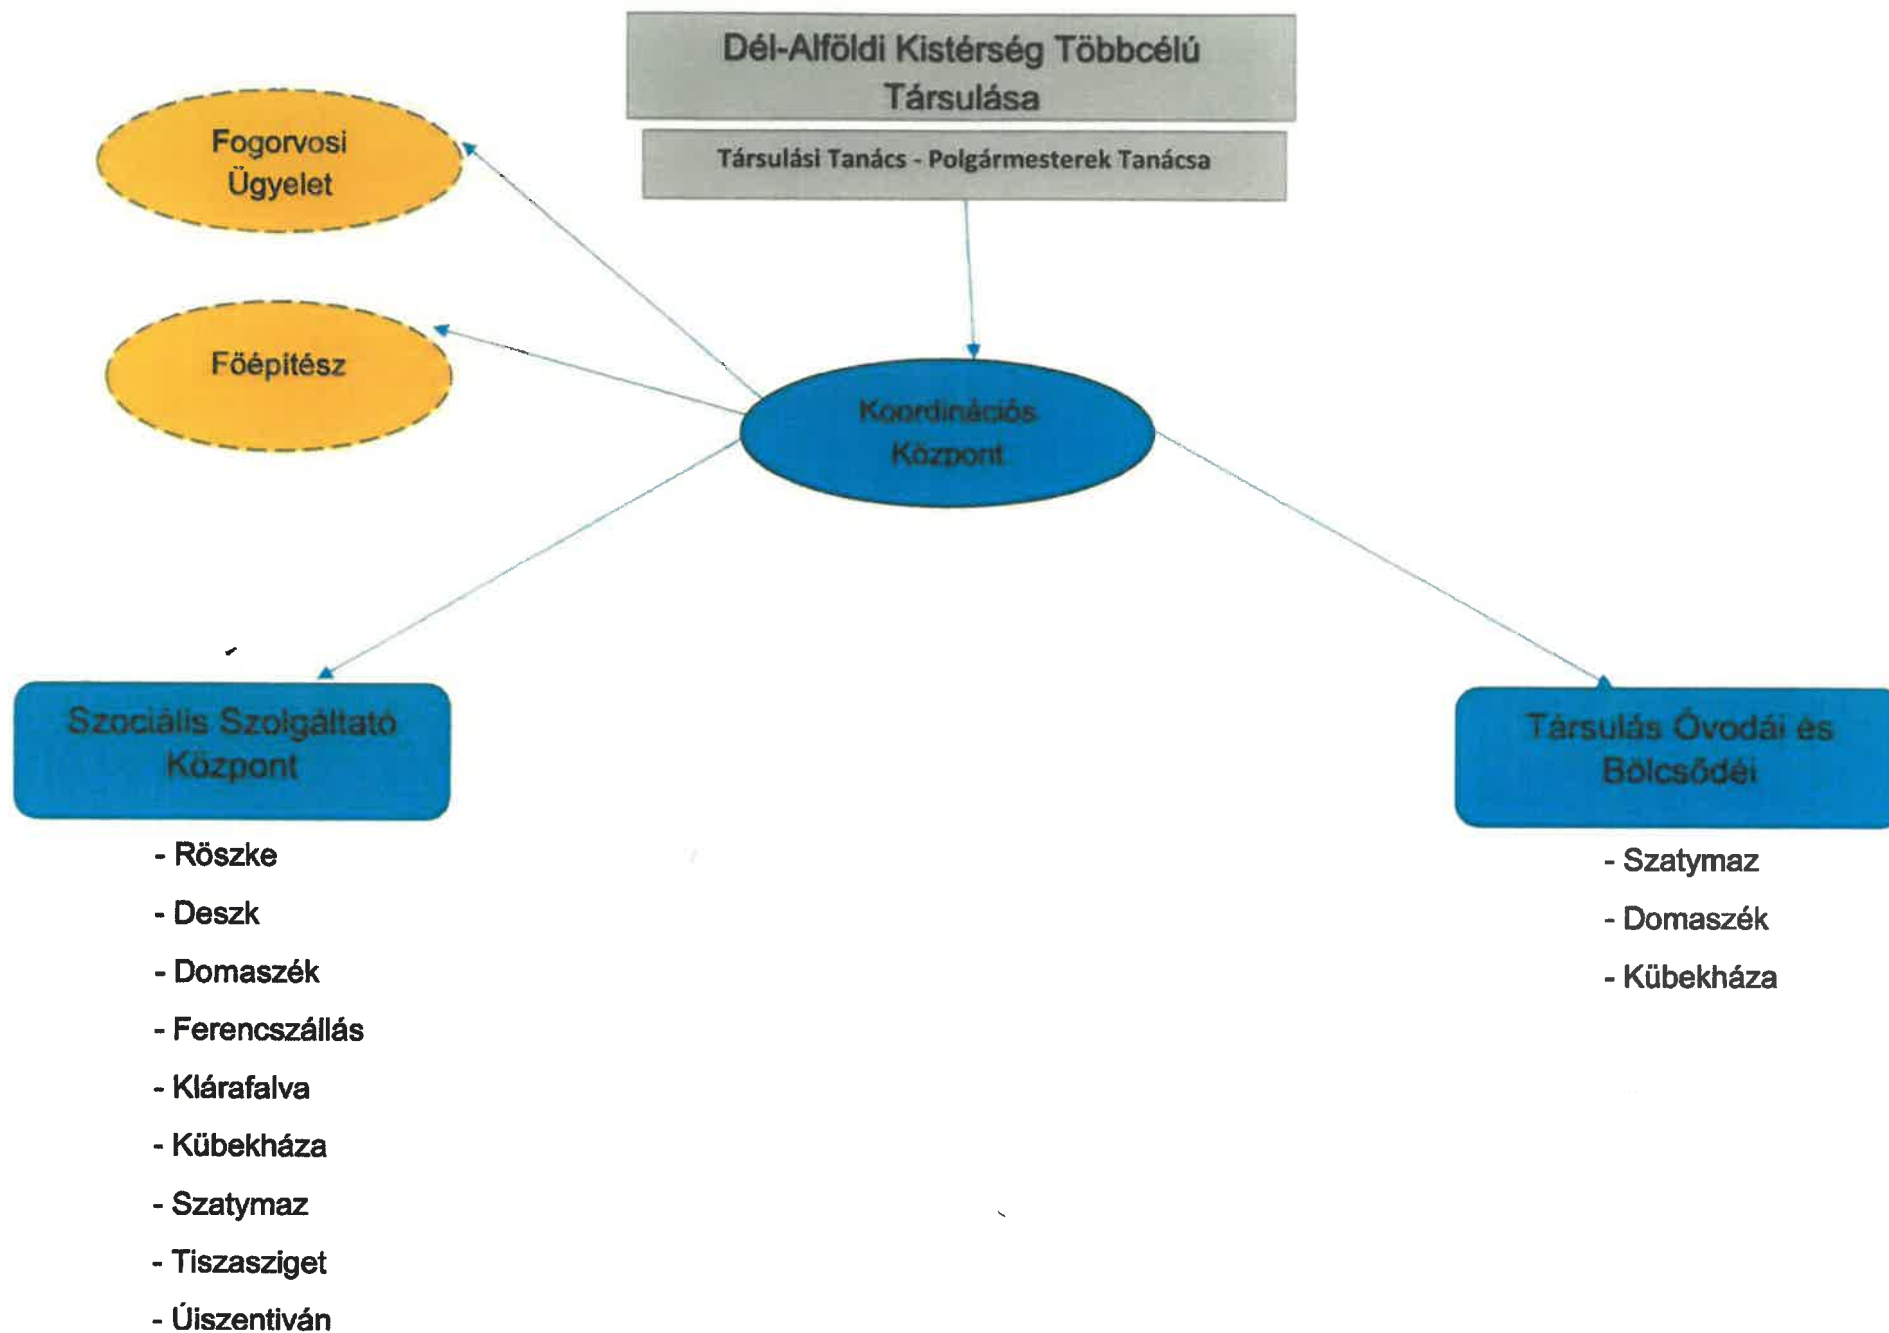 Dél-Alföldi Kistérség Többcélú
Társulása
Társulási Tanács - Polgármesterek Tanácsa
Fogorvosi
Ügyelet
Főépítész
Koordinációs
Központ
Szociális Szolgáltató
Központ
- Röszke
- Deszk
- Domaszék
- Ferencszállás
- Klárafalva
- Kübekháza
- Szatymaz
- Tiszasziget
- Újszentiván
Társulás Óvodái és
Bölcsődéi
- Szatymaz
- Domaszék
- Kübekháza